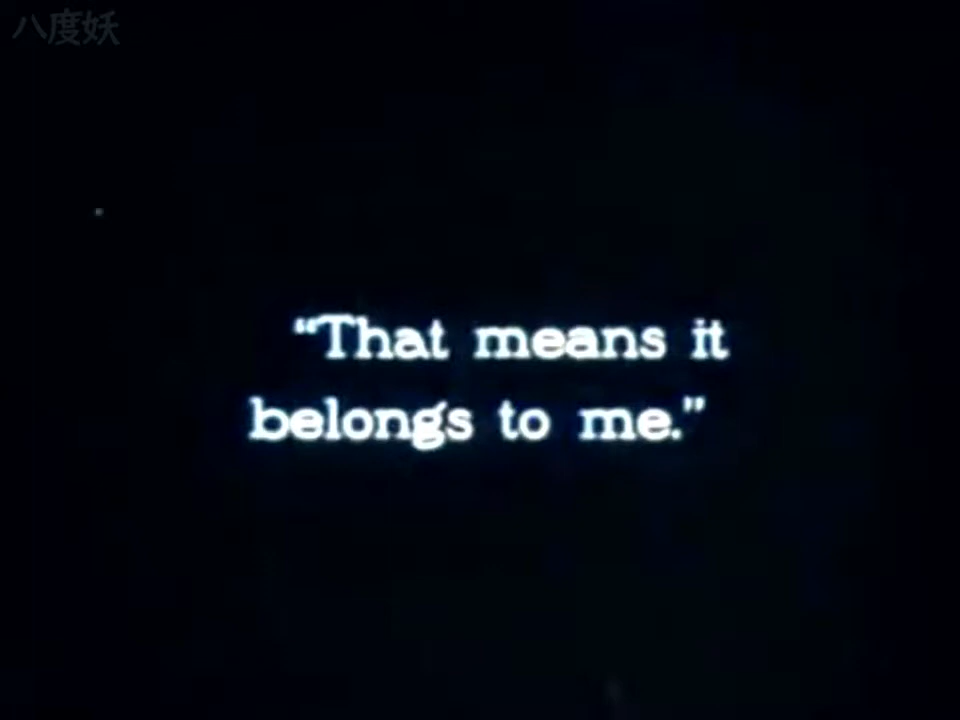 八度妖
“That means it
belongs to me.”